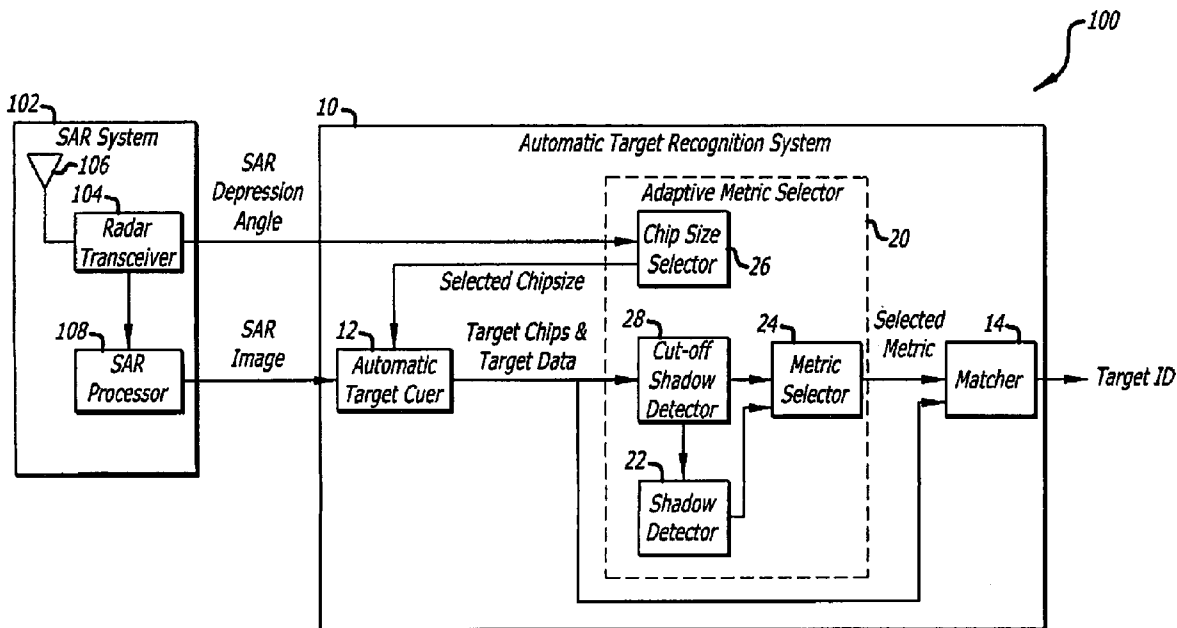 100
102
SAR System
106
104
Radar
Transceiver
108
SAR
Processor
SAR
Depression
Angle
SAR
Image
10
Automatic Target Recognition System
Adaptive Metric Selector
20
Chip Size
Selector
26
Selected Chipsize
12
Automatic
Target Cuer
Target Chips &
Target Data
28
Cut-off
Shadow
Detector
22
Shadow
Detector
24
Metric
Selector
Selected
Metric
14
Matcher
Target ID